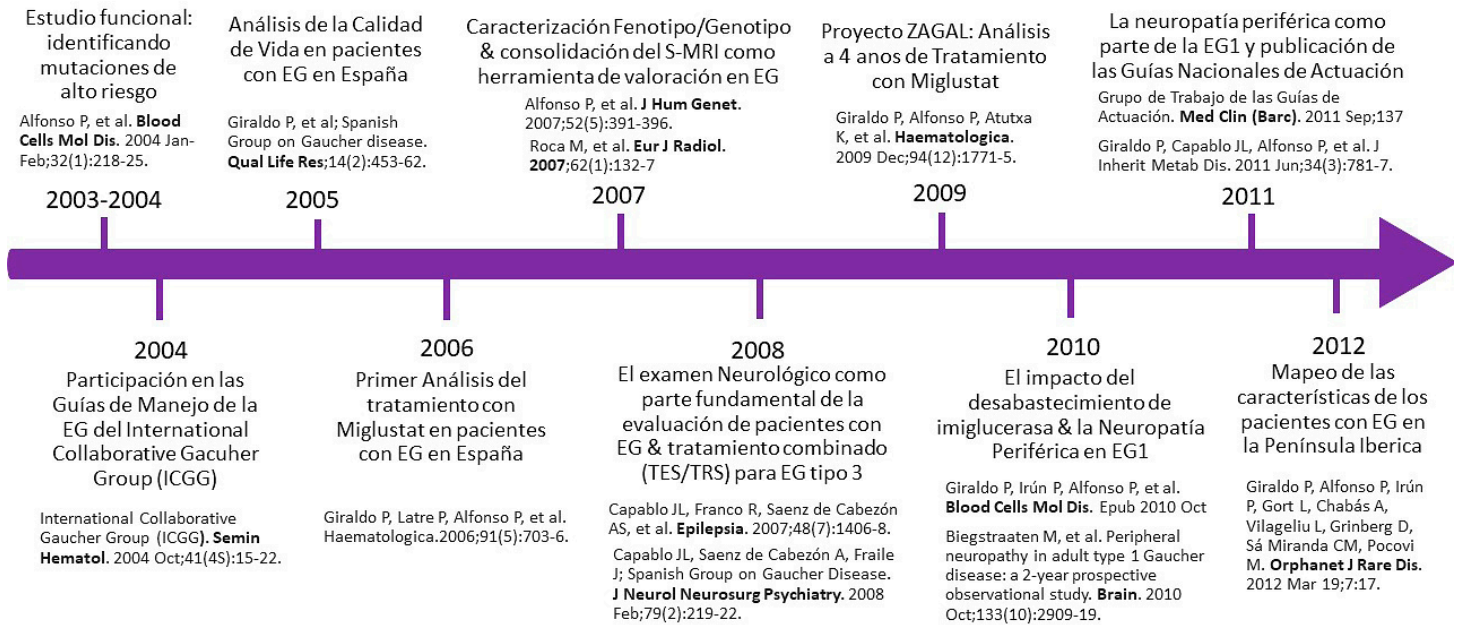 Estudio funcional:
identificando
mutaciones de
alto riesgo
Alfonso P, et al. Blood
Cells Mol Dis. 2004 Jan-
Feb;32(1):218-25.
2003-2004
Análisis de la Calidad
de Vida en pacientes
con EG en España
Giraldo P, et al; Spanish
Group on Gaucher disease.
Qual Life Res;14(2):453-62.
2005
Caracterización Fenotipo/Genotipo
& consolidación del S-MRI como
herramienta de valoración en EG
Alfonso P, et al. J Hum Genet.
2007;52(5):391-396.
Roca M, et al. Eur J Radiol.
2007;62(1):132-7
2007
Proyecto ZAGAL: Análisis
a 4 anos de Tratamiento
con Miglustat
Giraldo P, Alfonso P, Atutxa
K, et al. Haematologica.
2009 Dec;94(12):1771-5.
2009
La neuropatía periférica como
parte de la EG1 y publicación de
las Guías Nacionales de Actuación
Grupo de Trabajo de las Guías de
Actuación. Med Clin (Barc). 2011 Sep;137
Giraldo P, Capablo JL, Alfonso P, et al. J
Inherit Metab Dis. 2011 Jun;34(3):781-7.
2011
2004
Participación en las
Guías de Manejo de la
EG del International
Collaborative Gacuher
Group (ICGG)
International Collaborative
Gaucher Group (ICGG). Semin
Hematol. 2004 Oct;41(4S):15-22.
2006
Primer Análisis del
tratamiento con
Miglustat en pacientes
con EG en España
Giraldo P, Latre P, Alfonso P, et al.
Haematologica.2006;91(5):703-6.
2008
El examen Neurológico como
parte fundamental de la
evaluación de pacientes con
EG & tratamiento combinado
(TES/TRS) para EG tipo 3
Capablo JL, Franco R, Saenz de Cabezón
AS, et al. Epilepsia. 2007;48(7):1406-8.
Capablo JL, Saenz de Cabezón A, Fraile
J; Spanish Group on Gaucher Disease.
J Neurol Neurosurg Psychiatry. 2008
Feb;79(2):219-22.
2010
El impacto del
desabastecimiento de
imiglucerasa & la Neuropatía
Periférica en EG1
Giraldo P, Irún P, Alfonso P, et al.
Blood Cells Mol Dis. Epub 2010 Oct
Biegstraaten M, et al. Peripheral
neuropathy in adult type 1 Gaucher
disease: a 2-year prospective
observational study. Brain. 2010
Oct;133(10):2909-19.
2012
Mapeo de las
características de los
pacientes con EG en
la Península Iberica
Giraldo P, Alfonso P, Irún
P, Gort L, Chabás A,
Vilageliu L, Grinberg D,
Sá Miranda CM, Pocovi
M. Orphanet J Rare Dis.
2012 Mar 19;7:17.